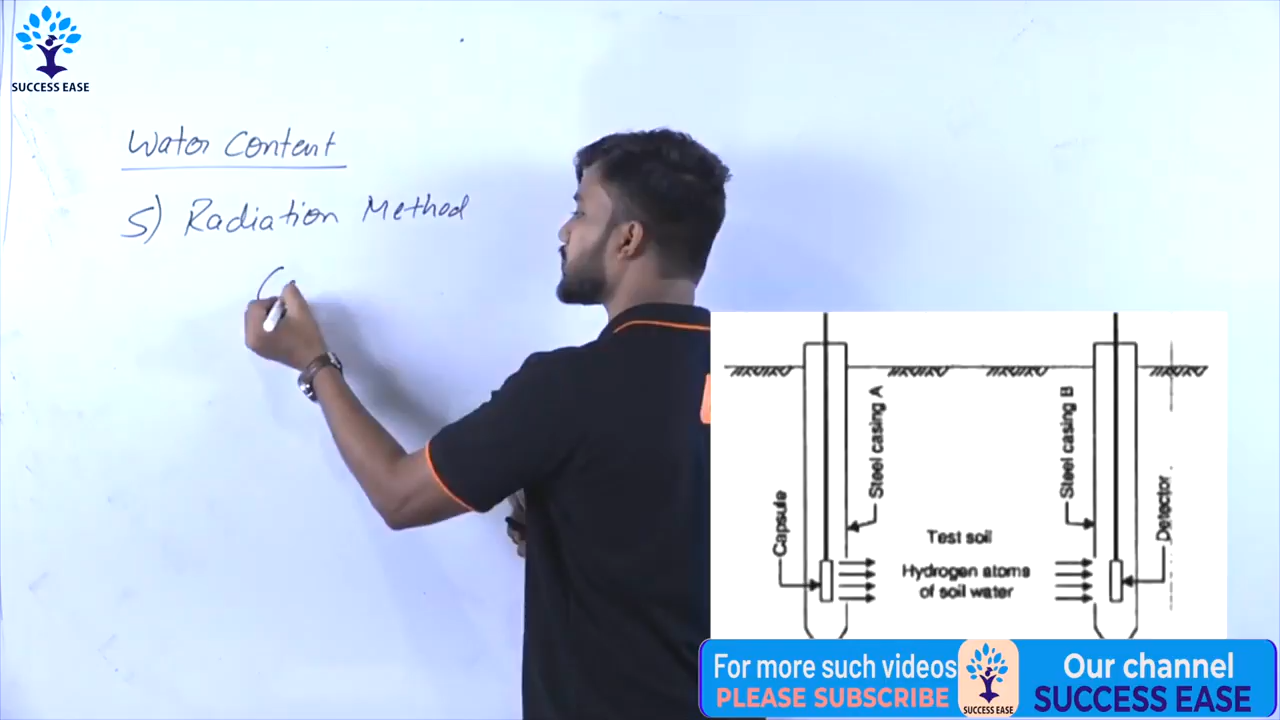 SUCCESS EASE
Water Content
5) Radiation Method
(
Steel casing A
Steel casing B
Capsule
Detector
Test soil
Hydrogen atoms
of soil water
For more such videos
PLEASE SUBSCRIBE
SUCCESS EASE
Our channel
SUCCESS EASE